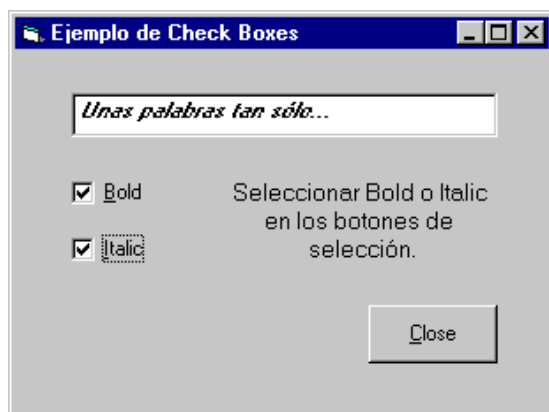 Ejemplo de Check Boxes
Unas palabras tan sólo...
Bold
Seleccionar Bold o Italic
en los botones de
selección.
Italic
Close